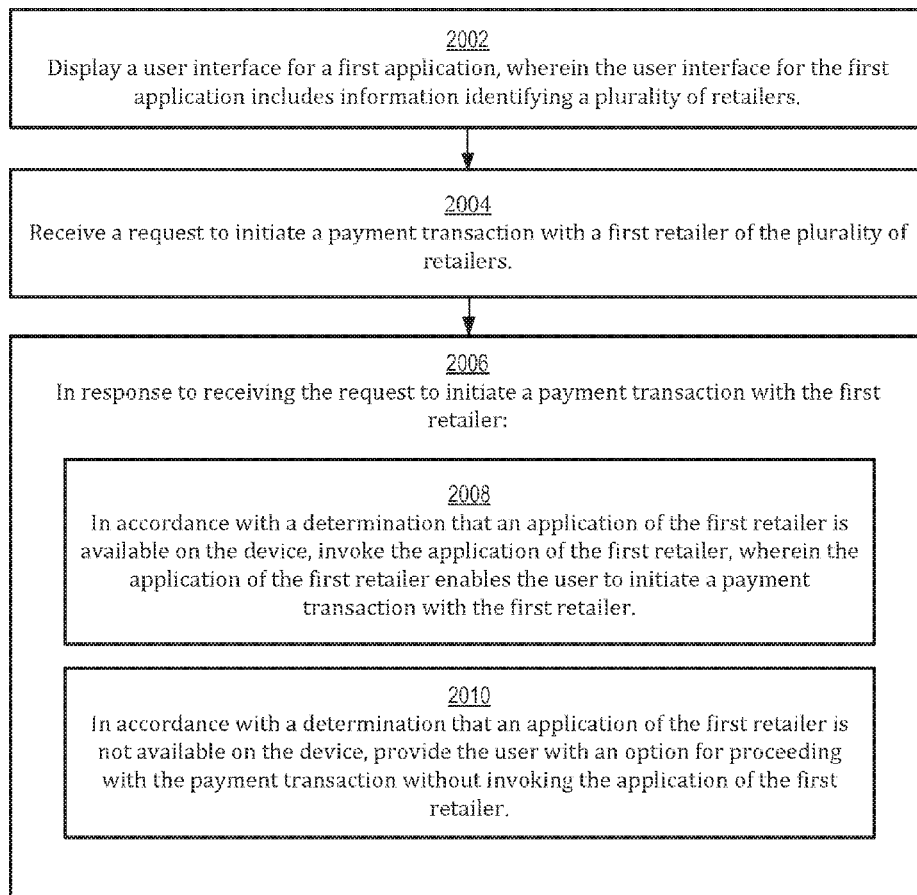 2002
Display a user interface for a first application, wherein the user interface for the first
application includes information identifying a plurality of retailers.
2004
Receive a request to initiate a payment transaction with a first retailer of the plurality of
retailers.
2006
In response to receiving the request to initiate a payment transaction with the first
retailer:
2008
In accordance with a determination that an application of the first retailer is
available on the device, invoke the application of the first retailer, wherein the
application of the first retailer enables the user to initiate a payment
transaction with the first retailer.
2010
In accordance with a determination that an application of the first retailer is
not available on the device, provide the user with an option for proceeding
with the payment transaction without invoking the application of the first
retailer.